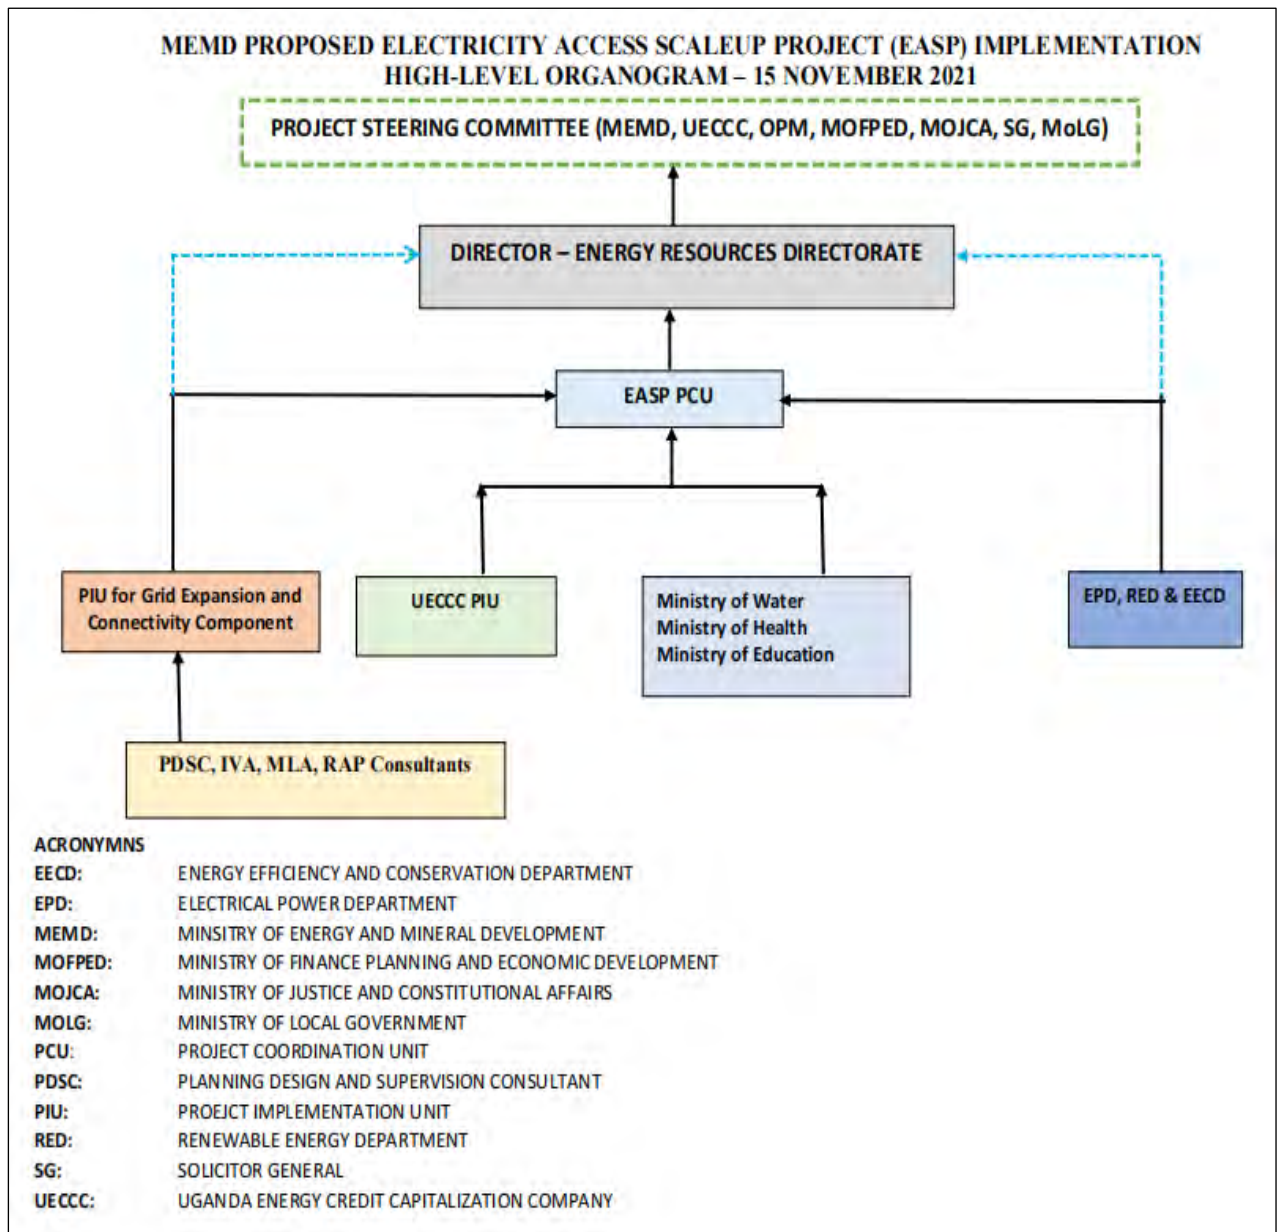 MEMD PROPOSED ELECTRICITY ACCESS SCALEUP PROJECT (EASP) IMPLEMENTATION
HIGH-LEVEL ORGANOGRAM – 15 NOVEMBER 2021
PROJECT STEERING COMMITTEE (MEMD, UECCC, OPM, MOFPED, MOJCA, SG, MoLG)
DIRECTOR – ENERGY RESOURCES DIRECTORATE
EASP PCU
PIU for Grid Expansion and
Connectivity Component
UECCC PIU
Ministry of Water
Ministry of Health
Ministry of Education
EPD, RED & EECD
PDSC, IVA, MLA, RAP Consultants
ACRONYMNS
EECD: ENERGY EFFICIENCY AND CONSERVATION DEPARTMENT
EPD: ELECTRICAL POWER DEPARTMENT
MEMD: MINSITRY OF ENERGY AND MINERAL DEVELOPMENT
MOFPED: MINISTRY OF FINANCE PLANNING AND ECONOMIC DEVELOPMENT
MOJCA: MINISTRY OF JUSTICE AND CONSTITUTIONAL AFFAIRS
MOLG: MINISTRY OF LOCAL GOVERNMENT
PCU: PROJECT COORDINATION UNIT
PDSC: PLANNING DESIGN AND SUPERVISION CONSULTANT
PIU: PROEJCT IMPLEMENTATION UNIT
RED: RENEWABLE ENERGY DEPARTMENT
SG: SOLICITOR GENERAL
UECCC: UGANDA ENERGY CREDIT CAPITALIZATION COMPANY